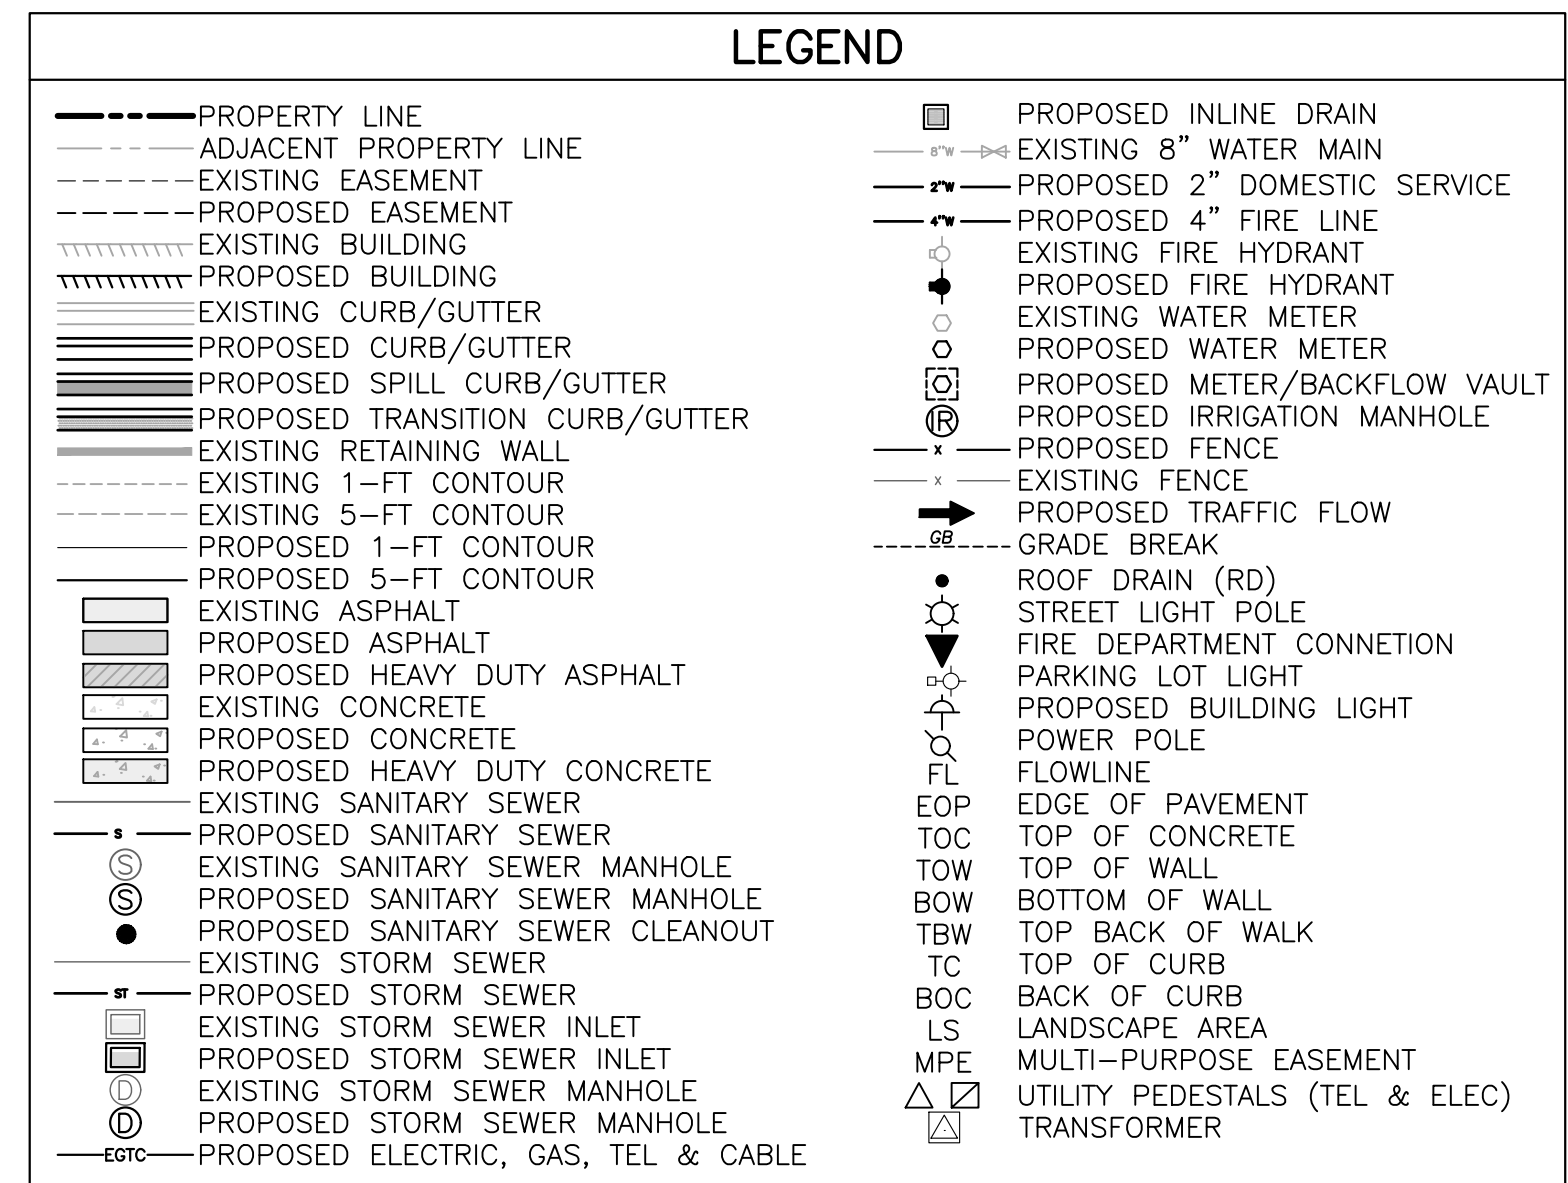 LEGEND
PROPERTY LINE
ADJACENT PROPERTY LINE
EXISTING EASEMENT
PROPOSED EASEMENT
EXISTING BUILDING
PROPOSED BUILDING
EXISTING CURB/GUTTER
PROPOSED CURB/GUTTER
PROPOSED SPILL CURB/GUTTER
PROPOSED TRANSITION CURB/GUTTER
EXISTING RETAINING WALL
EXISTING 1-FT CONTOUR
EXISTING 5-FT CONTOUR
PROPOSED 1-FT CONTOUR
PROPOSED 5-FT CONTOUR
EXISTING ASPHALT
PROPOSED ASPHALT
PROPOSED HEAVY DUTY ASPHALT
EXISTING CONCRETE
PROPOSED CONCRETE
PROPOSED HEAVY DUTY CONCRETE
EXISTING SANITARY SEWER
S PROPOSED SANITARY SEWER
S EXISTING SANITARY SEWER MANHOLE
S PROPOSED SANITARY SEWER MANHOLE
PROPOSED SANITARY SEWER CLEANOUT
EXISTING STORM SEWER
ST PROPOSED STORM SEWER
EXISTING STORM SEWER INLET
PROPOSED STORM SEWER INLET
D EXISTING STORM SEWER MANHOLE
D PROPOSED STORM SEWER MANHOLE
EGTC PROPOSED ELECTRIC, GAS, TEL & CABLE
PROPOSED INLINE DRAIN
8"W EXISTING 8" WATER MAIN
2"W PROPOSED 2" DOMESTIC SERVICE
4"W PROPOSED 4" FIRE LINE
EXISTING FIRE HYDRANT
PROPOSED FIRE HYDRANT
EXISTING WATER METER
PROPOSED WATER METER
PROPOSED METER/BACKFLOW VAULT
IR PROPOSED IRRIGATION MANHOLE
X PROPOSED FENCE
X EXISTING FENCE
PROPOSED TRAFFIC FLOW
GB GRADE BREAK
ROOF DRAIN (RD)
STREET LIGHT POLE
FIRE DEPARTMENT CONNETION
PARKING LOT LIGHT
PROPOSED BUILDING LIGHT
POWER POLE
FL FLOWLINE
EOP EDGE OF PAVEMENT
TOC TOP OF CONCRETE
TOW TOP OF WALL
BOW BOTTOM OF WALL
TBW TOP BACK OF WALK
TC TOP OF CURB
BOC BACK OF CURB
LS LANDSCAPE AREA
MPE MULTI-PURPOSE EASEMENT
UTILITY PEDESTALS (TEL & ELEC)
TRANSFORMER